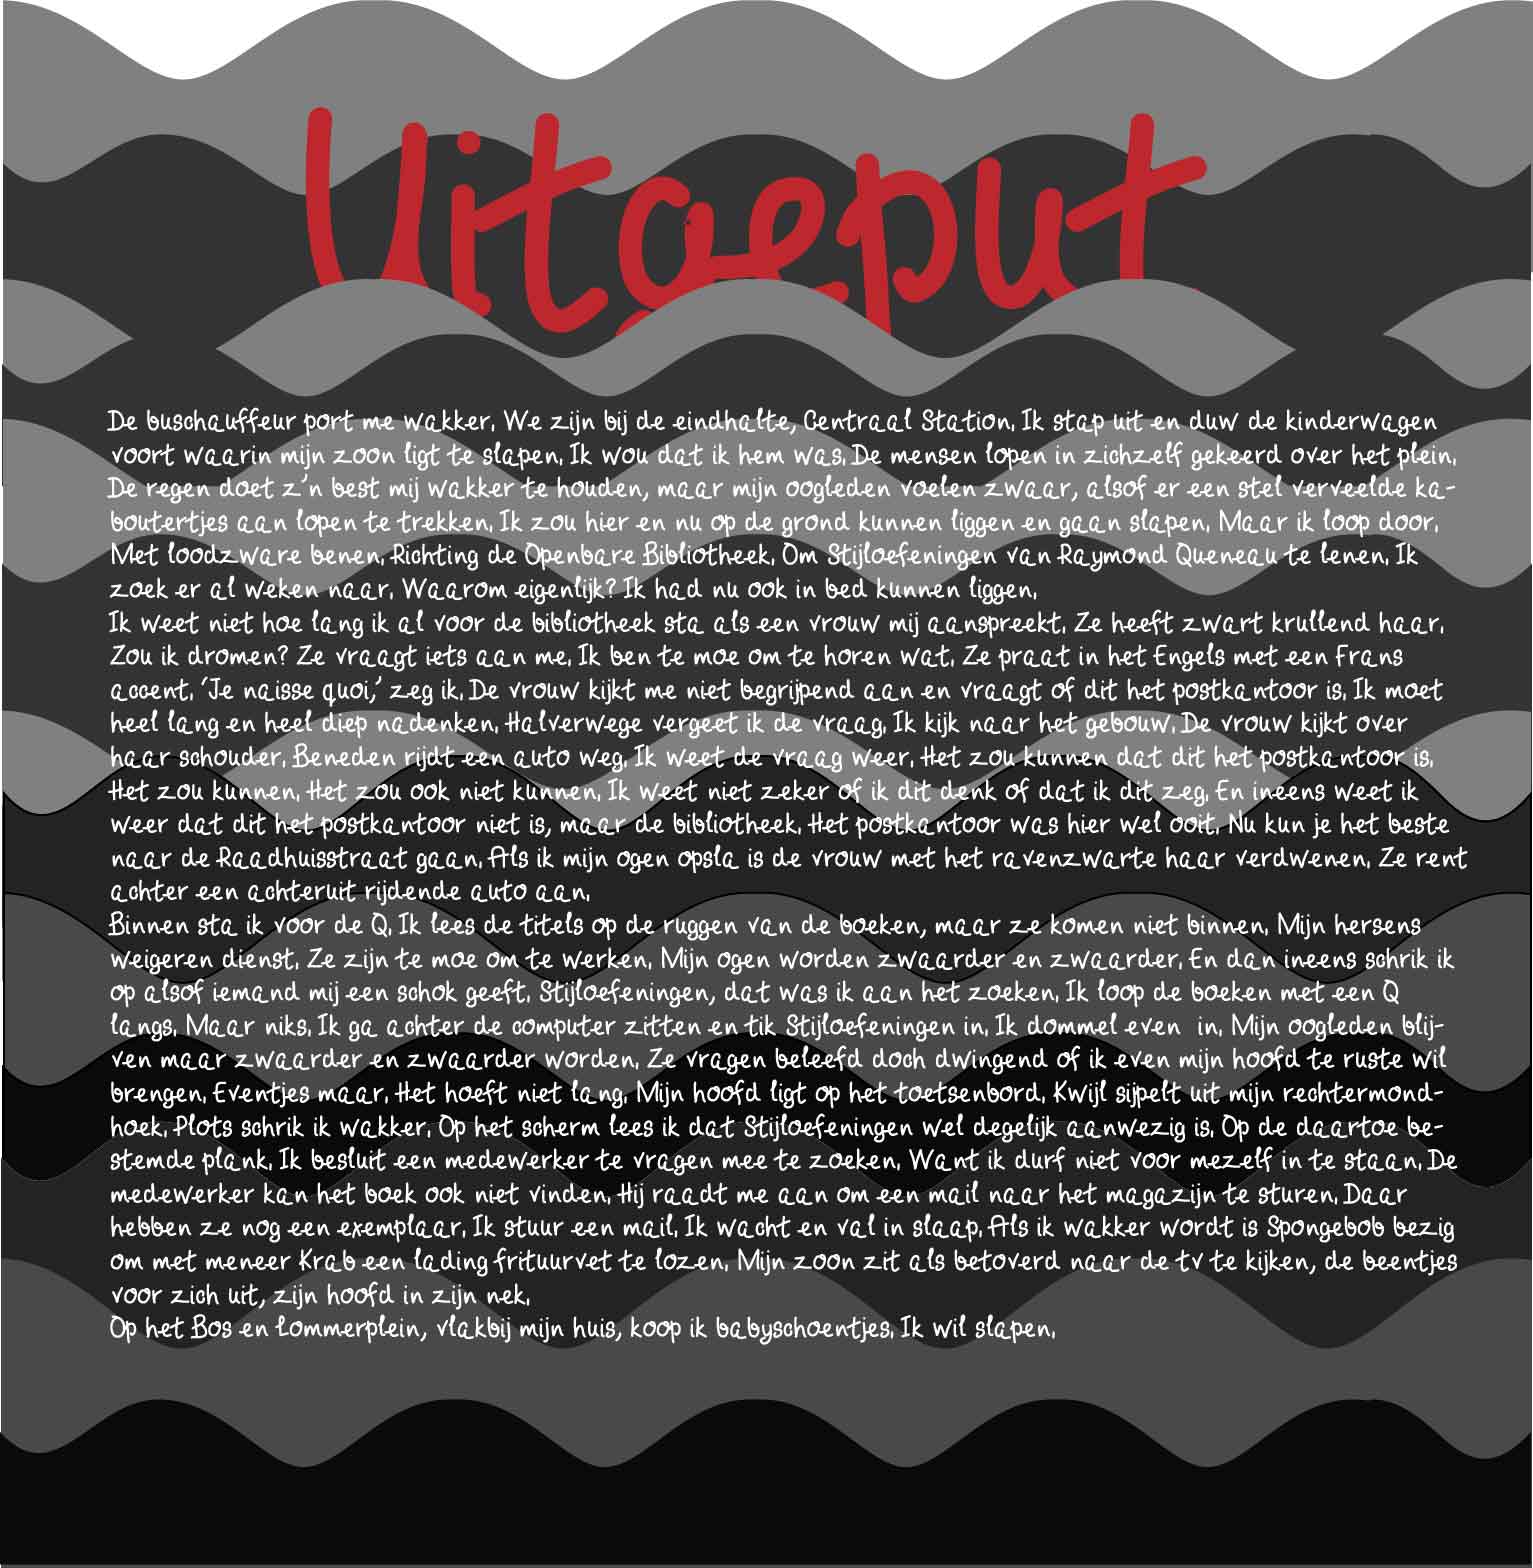 Uitgeput
De buschauffeur port me wakker. We zijn bij de eindhalte, Centraal Station. Ik stap uit en duw de kinderwagen
voort waarin mijn zoon ligt te slapen. Ik wou dat ik hem was. De mensen lopen in zichzelf gekeerd over het plein.
De regen doet z'n best mij wakker te houden, maar mijn oogleden voelen zwaar, alsof er een stel verveelde ka-
boutertjes aan lopen te trekken. Ik zou hier en nu op de grond kunnen liggen en gaan slapen. Maar ik loop door.
Met loodzware benen. Richting de Openbare Bibliotheek. Om Stijloefeningen van Raymond Queneau te lenen. Ik
zoek er al weken naar. Waarom eigenlijk? Ik had nu ook in bed kunnen liggen.
Ik weet niet hoe lang ik al voor de bibliotheek sta als een vrouw mij aanspreekt. Ze heeft zwart krullend haar.
Zou ik dromen? Ze vraagt iets aan me. Ik ben te moe om te horen wat. Ze praat in het Engels met een Frans
accent. 'Je naisse quoi,' zeg ik. De vrouw kijkt me niet begrijpend aan en vraagt of dit het postkantoor is. Ik moet
heel lang en heel diep nadenken. Halverwege vergeet ik de vraag. Ik kijk naar het gebouw. De vrouw kijkt over
haar schouder. Beneden rijdt een auto weg. Ik weet de vraag weer. Het zou kunnen dat dit het postkantoor is.
Het zou kunnen. Het zou ook niet kunnen. Ik weet niet zeker of ik dit denk of dat ik dit zeg. En ineens weet ik
weer dat dit het postkantoor niet is, maar de bibliotheek. Het postkantoor was hier wel ooit. Nu kun je het beste
naar de Raadhuisstraat gaan. Als ik mijn ogen opsla is de vrouw met het ravenzwarte haar verdwenen. Ze rent
achter een achteruit rijdende auto aan.
Binnen sta ik voor de Q. Ik lees de titels op de ruggen van de boeken, maar ze komen niet binnen. Mijn hersens
weigeren dienst. Ze zijn te moe om te werken. Mijn ogen worden zwaarder en zwaarder. En dan ineens schrik ik
op alsof iemand mij een schok geeft. Stijloefeningen, dat was ik aan het zoeken. Ik loop de boeken met een Q
langs. Maar niks. Ik ga achter de computer zitten en tik Stijloefeningen in. Ik dommel even in. Mijn oogleden blij-
ven maar zwaarder en zwaarder worden. Ze vragen beleefd doch dwingend of ik even mijn hoofd te ruste wil
brengen. Eventjes maar. Het hoeft niet lang. Mijn hoofd ligt op het toetsenbord. Kwijl sijpelt uit mijn rechtermond-
hoek. Plots schrik ik wakker. Op het scherm lees ik dat Stijloefeningen wel degelijk aanwezig is. Op de daartoe be-
stemde plank. Ik besluit een medewerker te vragen mee te zoeken. Want ik durf niet voor mezelf in te staan. De
medewerker kan het boek ook niet vinden. Hij raadt me aan om een mail naar het magazijn te sturen. Daar
hebben ze nog een exemplaar. Ik stuur een mail. Ik wacht en val in slaap. Als ik wakker wordt is Spongebob bezig
om met meneer Krab een lading frituurvet te lozen. Mijn zoon zit als betoverd naar de tv te kijken, de beentjes
voor zich uit, zijn hoofd in zijn nek.
Op het Bos en Lommerplein, vlakbij mijn huis, koop ik babyschoentjes. Ik wil slapen.